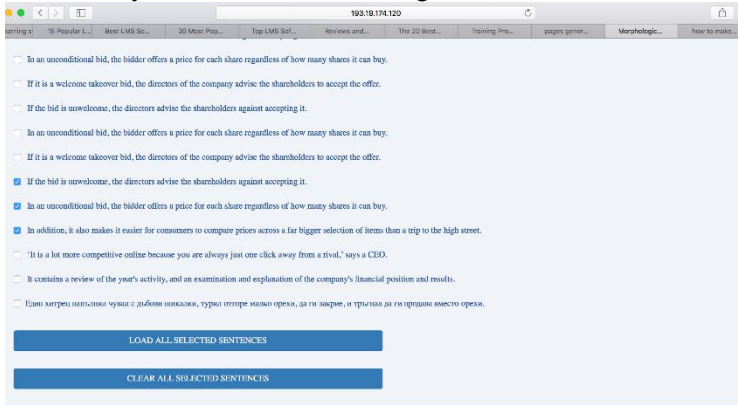 193.19.174.120
15 Popular L... Best LMS So... 20 Most Pop... Top LMS Sof... Reviews and... The 20 Best... Training Pro... pages gener... Morphologic... how to make...
In an unconditional bid, the bidder offers a price for each share regardless of how many shares it can buy.
If it is a welcome takeover bid, the directors of the company advise the shareholders to accept the offer.
If the bid is unwelcome, the directors advise the shareholders against accepting it.
In an unconditional bid, the bidder offers a price for each share regardless of how many shares it can buy.
If it is a welcome takeover bid, the directors of the company advise the shareholders to accept the offer.
If the bid is unwelcome, the directors advise the shareholders against accepting it.
In an unconditional bid, the bidder offers a price for each share regardless of how many shares it can buy.
In addition, it also makes it easier for consumers to compare prices across a far bigger selection of items than a trip to the high street.
'It is a lot more competitive online because you are always just one click away from a rival,' says a CEO.
It contains a review of the year's activity, and an examination and explanation of the company's financial position and results.
Един хитрец напълнил чувал с дъбови шикалки, турил отгоре малко орехи, да ги закрие, и тръгнал да ги продава вместо орехи.
LOAD ALL SELECTED SENTENCES
CLEAR ALL SELECTED SENTENCES